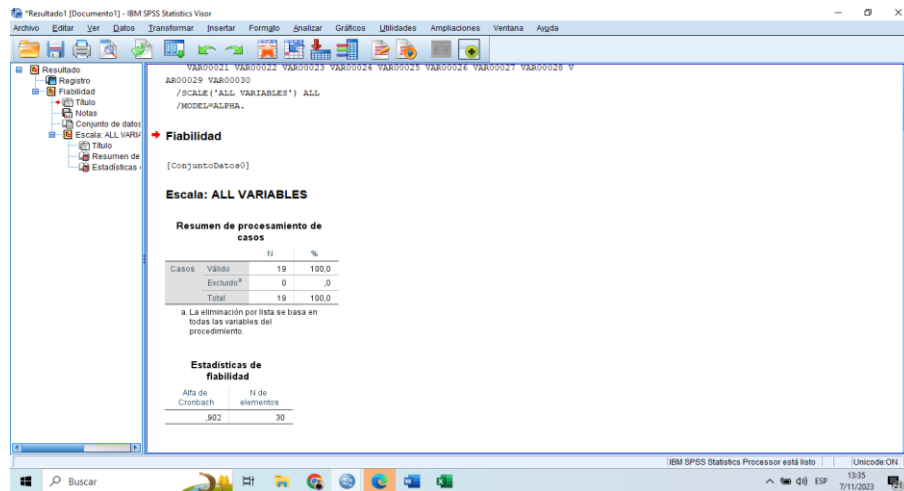 *Resultado1 [Documento1] - IBM SPSS Statistics Visor
Archivo Editar Ver Datos Transformar Insertar Formato Analizar Gráficos Utilidades Ampliaciones Ventana Ayuda
Resultado
Registro
Fiabilidad
Título
Notas
Conjunto de datos
Escala: ALL VARIA
Título
Resumen de
Estadísticas
VAR00021 VAR00022 VAR00023 VAR00024 VAR00025 VAR00026 VAR00027 VAR00028 V
AR00029 VAR00030
/SCALE('ALL VARIABLES') ALL
/MODEL=ALPHA.
Fiabilidad
[ConjuntoDatos0]
Escala: ALL VARIABLES
Resumen de procesamiento de
casos
N %
Casos Válido 19 100,0
Excluido a 0 ,0
Total 19 100,0
a. La eliminación por lista se basa en
todas las variables del
procedimiento.
Estadísticas de
fiabilidad
Alfa de
Cronbach
N de
elementos
,902 30
IBM SPSS Statistics Processor está listo Unicode:ON
Buscar
ESP
13:35
7/11/2023
21